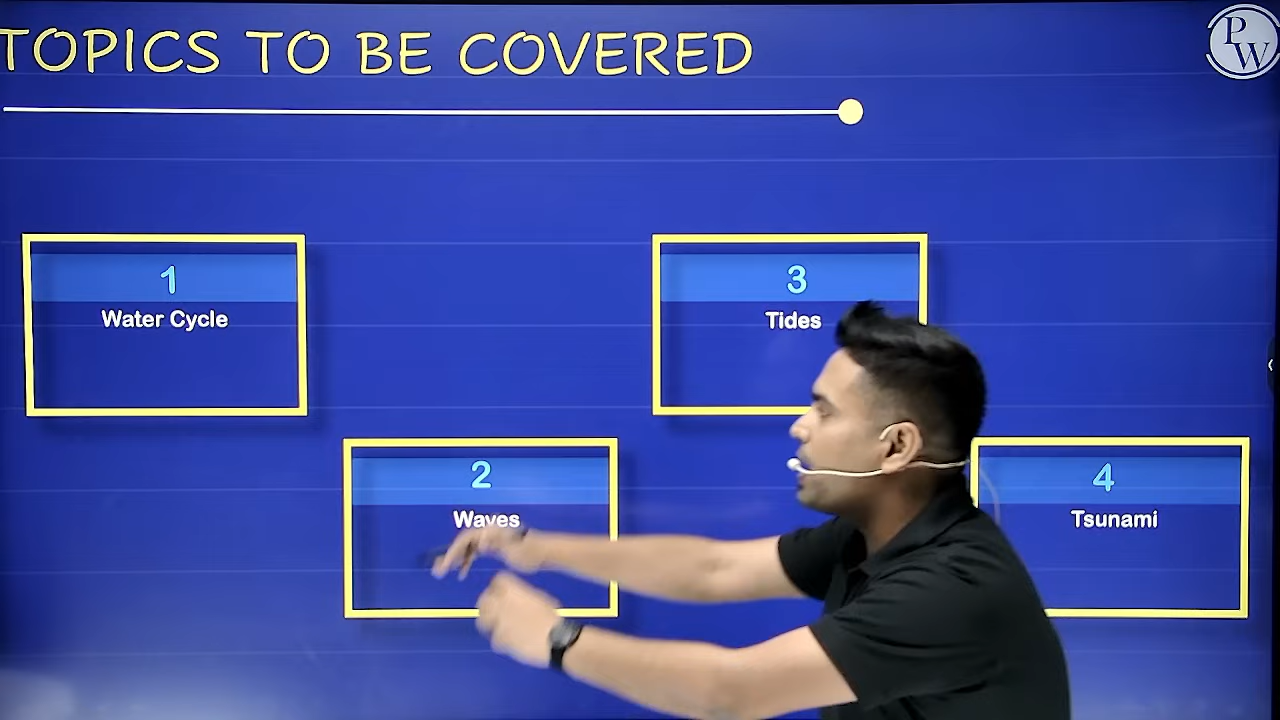 TOPICS TO BE COVERED
PW
1
Water Cycle
3
Tides
2
Waves
4
Tsunami